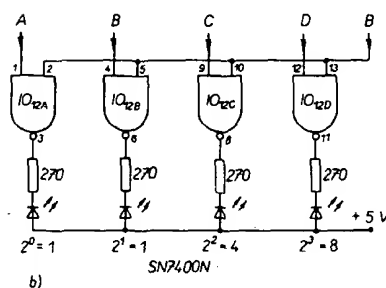 A B C D B
1 2 4 5 9 10 12 13
IO12A IO12B IO12C IO12D
3 6 8 11
270 270 270 270
+ 5 V
2⁰= 1 2¹= 1 2²= 4 2³= 8
b) SN7400N